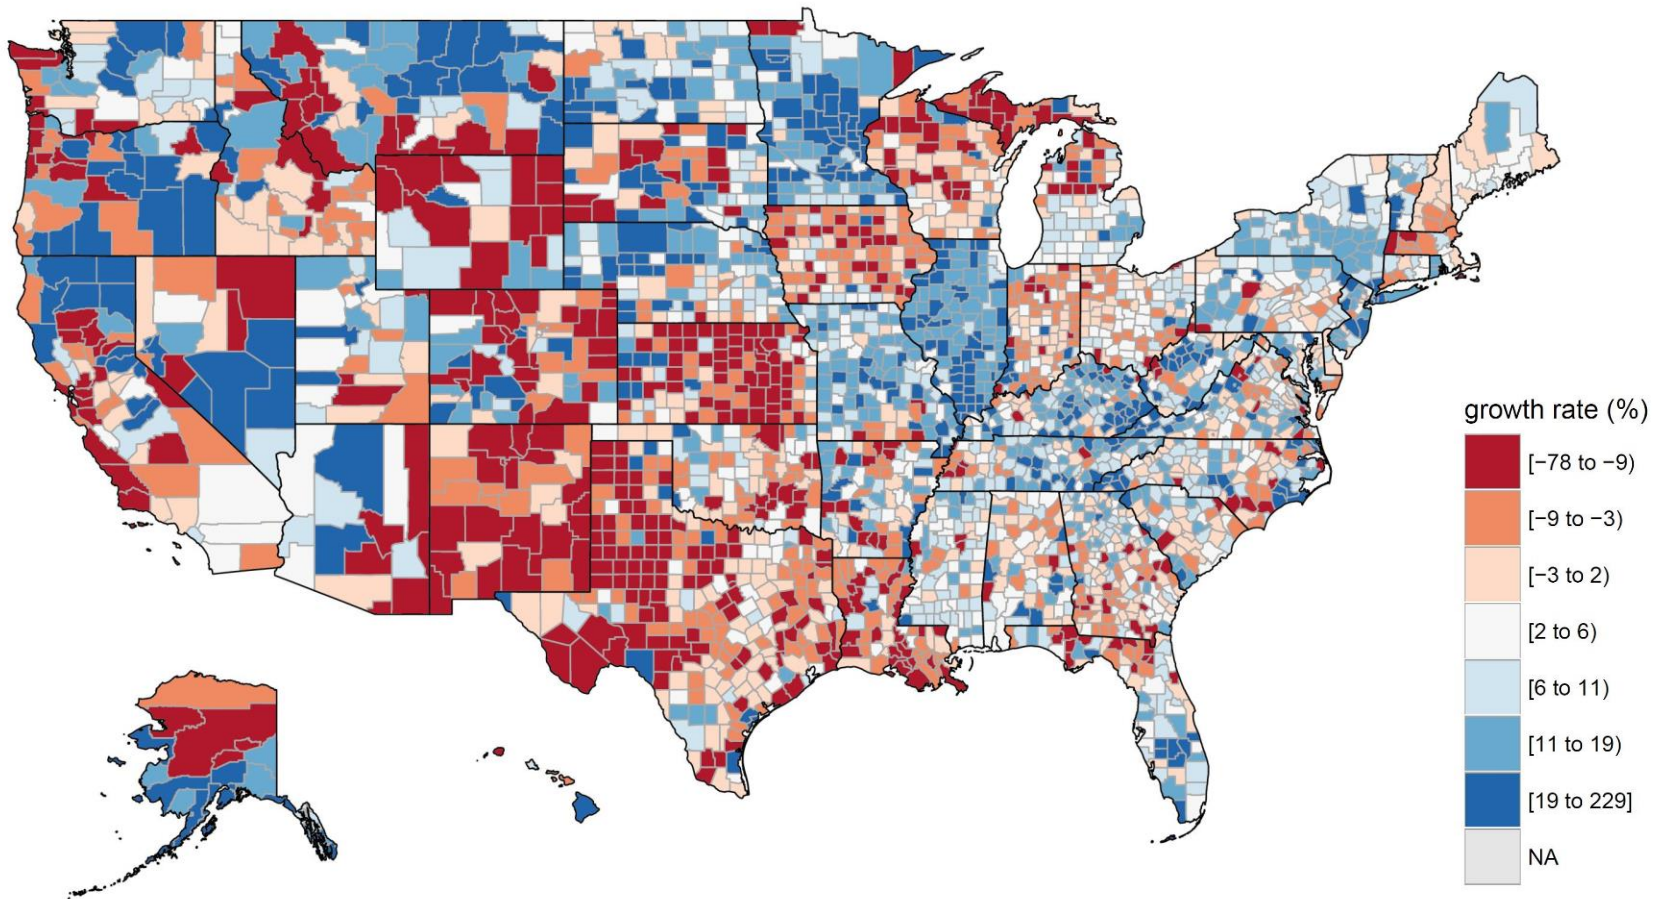 growth rate (%)
[−78 to −9)
[−9 to −3)
[−3 to 2)
[2 to 6)
[6 to 11)
[11 to 19)
[19 to 229]
NA